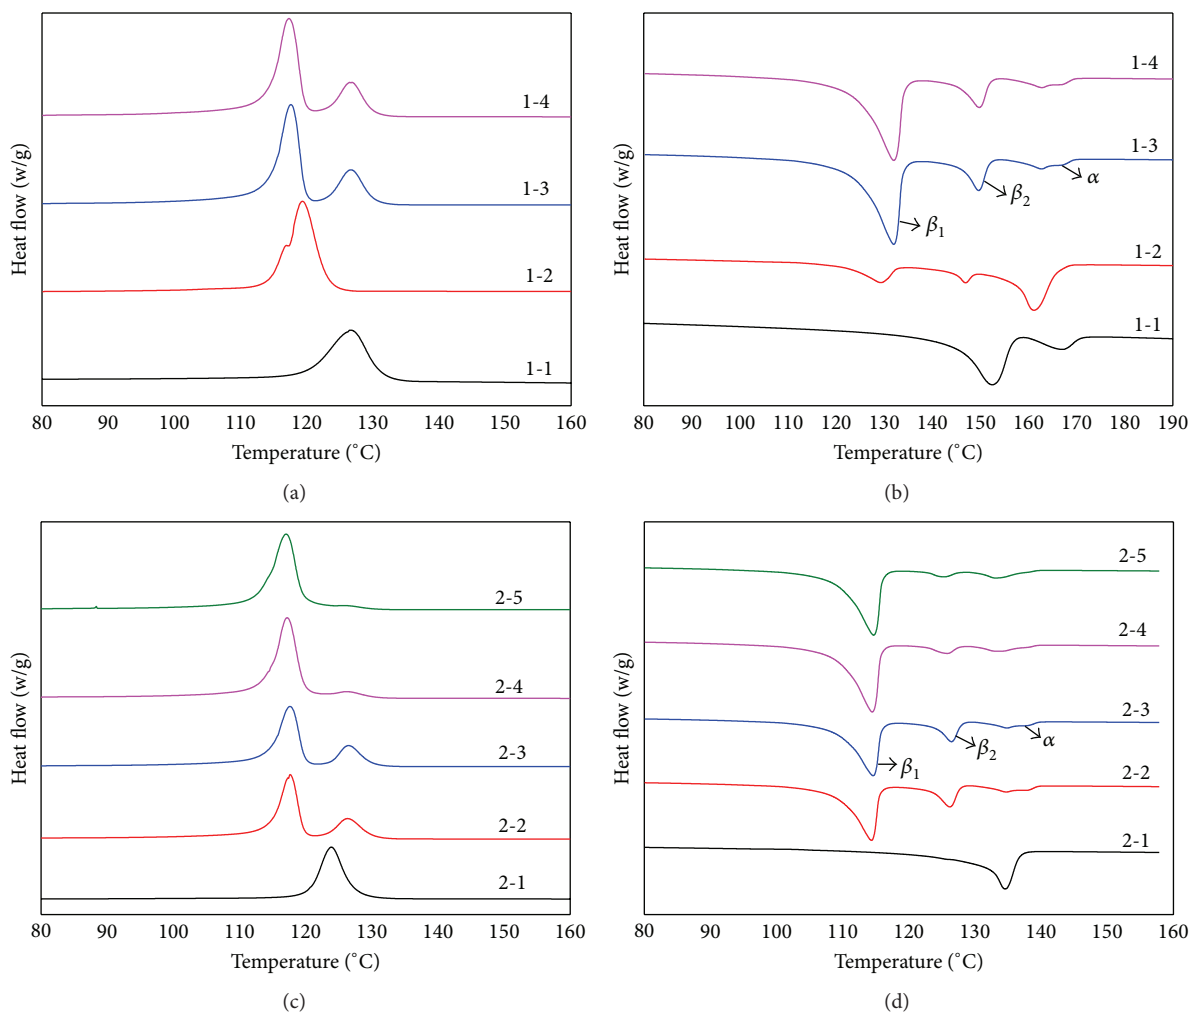 Heat flow (w/g)
1-4
1-3
1-2
1-1
80 90 100 110 120 130 140 150 160
Temperature (°C)
(a)
Heat flow (w/g)
1-4
1-3
α
β2
β1
1-2
1-1
80 90 100 110 120 130 140 150 160 170 180 190
Temperature (°C)
(b)
Heat flow (w/g)
2-5
2-4
2-3
2-2
2-1
80 90 100 110 120 130 140 150 160
Temperature (°C)
(c)
Heat flow (w/g)
2-5
2-4
2-3
α
β2
β1
2-2
2-1
80 90 100 110 120 130 140 150 160
Temperature (°C)
(d)